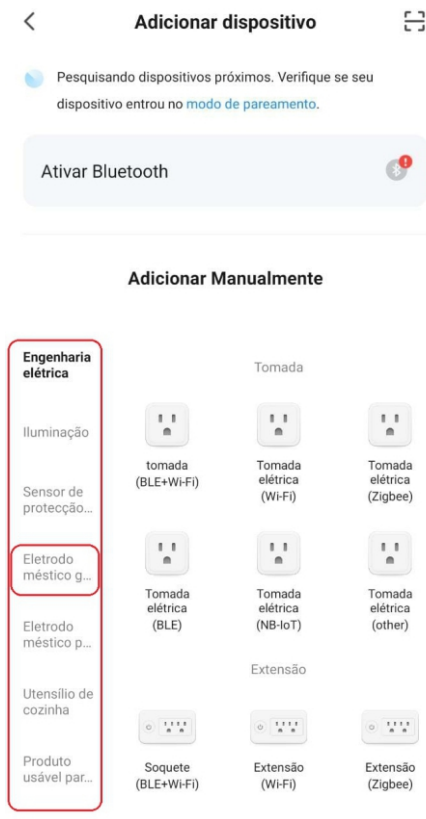 Adicionar dispositivo
Pesquisando dispositivos próximos. Verifique se seu
dispositivo entrou no modo de pareamento.
Ativar Bluetooth
Adicionar Manualmente
Engenharia
elétrica
Iluminação
Sensor de
protecção...
Eletrodo
méstico g...
Eletrodo
méstico p...
Utensílio de
cozinha
Produto
usável par...
Tomada
tomada
(BLE+Wi-Fi)
Tomada
elétrica
(Wi-Fi)
Tomada
elétrica
(Zigbee)
Tomada
elétrica
(BLE)
Tomada
elétrica
(NB-IoT)
Tomada
elétrica
(other)
Extensão
Soquete
(BLE+Wi-Fi)
Extensão
(Wi-Fi)
Extensão
(Zigbee)